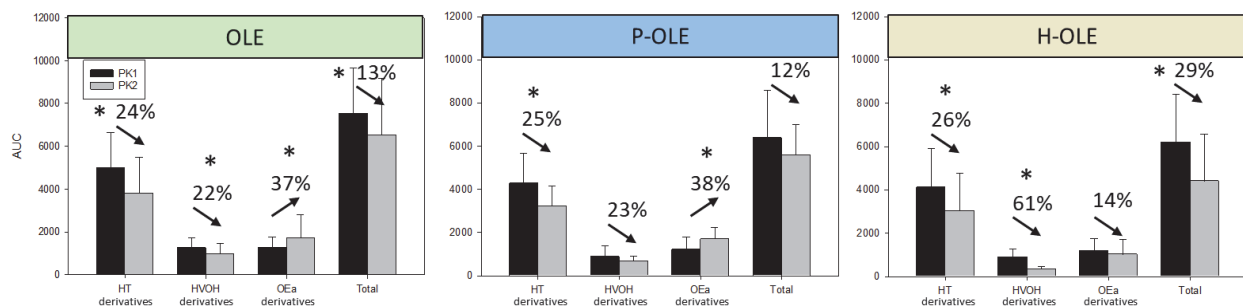 OLE
12000
10000
8000
6000
4000
2000
0
AUC
PK1
PK2
* 24%
*
22%
*
37%
* 13%
HT
derivatives
HVOH
derivatives
OEa
derivatives
Total
P-OLE
12000
10000
8000
6000
4000
2000
0
*
25%
23%
*
38%
12%
HT
derivatives
HVOH
derivatives
OEa
derivatives
Total
H-OLE
12000
10000
8000
6000
4000
2000
0
*
26%
*
61%
14%
* 29%
HT
derivatives
HVOH
derivatives
OEa
derivatives
Total